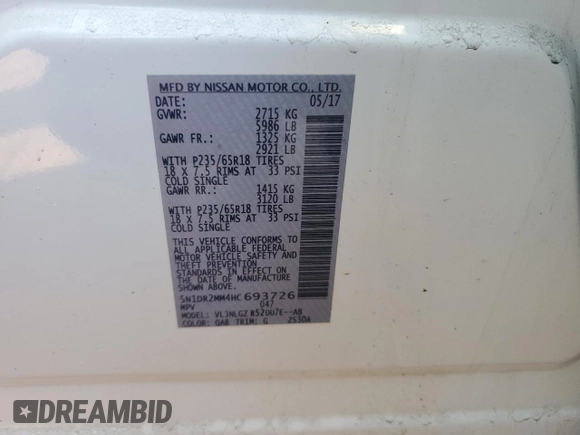 MFD BY NISSAN MOTOR CO., LTD.
DATE: 05/17
GVWR: 2715 KG
5986 LB
GAWR FR.: 1325 KG
2921 LB
WITH P235/65R18 TIRES
18 X 7.5 RIMS AT 33 PSI
COLD SINGLE
GAWR RR.: 1415 KG
3120 LB
WITH P235/65R18 TIRES
18 X 7.5 RIMS AT 33 PSI
COLD SINGLE
THIS VEHICLE CONFORMS TO
ALL APPLICABLE FEDERAL
MOTOR VEHICLE SAFETY AND
THEFT PREVENTION
STANDARDS IN EFFECT ON
THE DATE OF MANUFACTURE
SHOWN ABOVE.
5N1DR2MM4HC693726
MPV 047
MODEL:
COLOR: QAB TRIM: G
DREAMBID